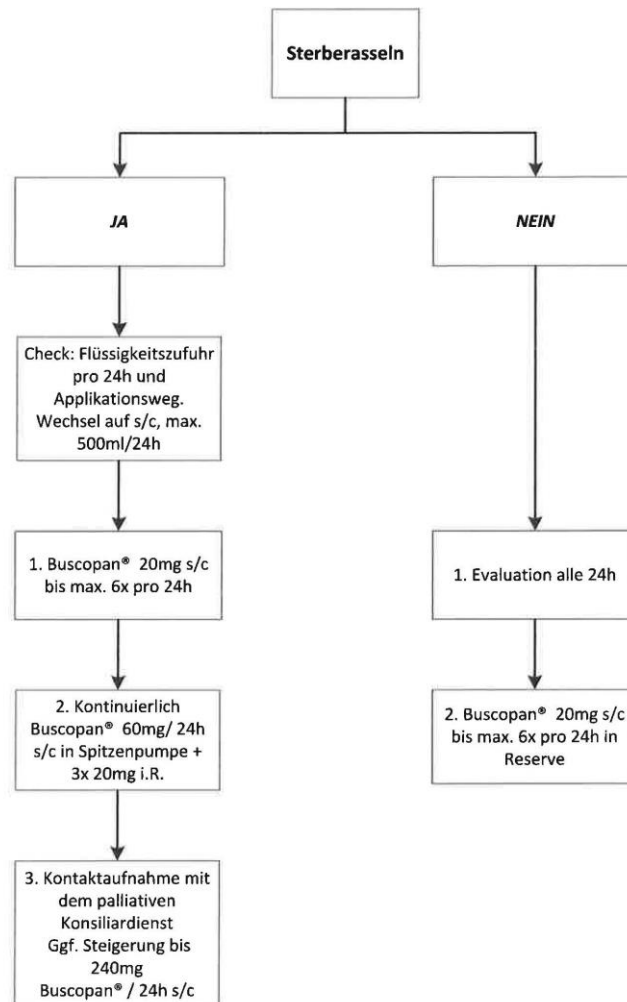 Sterberasseln
JA
NEIN
Check: Flüssigkeitszufuhr
pro 24h und
Applikationsweg.
Wechsel auf s/c, max.
500ml/24h
1. Buscopan® 20mg s/c
bis max. 6x pro 24h
1. Evaluation alle 24h
2. Kontinuierlich
Buscopan® 60mg/ 24h
s/c in Spitzenpumpe +
3x 20mg i.R.
2. Buscopan® 20mg s/c
bis max. 6x pro 24h in
Reserve
3. Kontaktaufnahme mit
dem palliativen
Konsiliardienst
Ggf. Steigerung bis
240mg
Buscopan® / 24h s/c